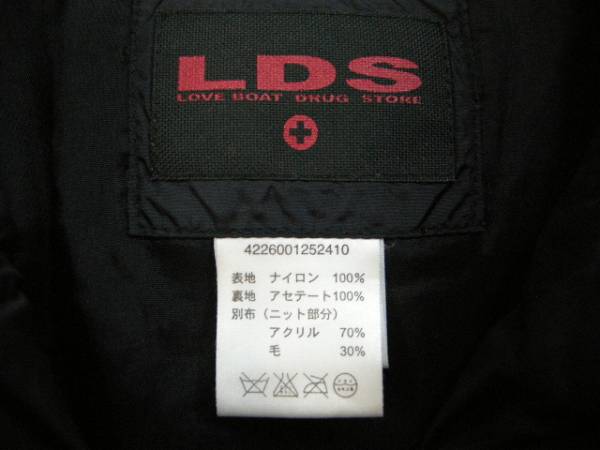 LDS
LOVE BOAT DRUG STORE
4226001252410
表地 ナイロン 100%
裏地 アセテート100%
別布(ニット部分)
アクリル 70%
毛 30%